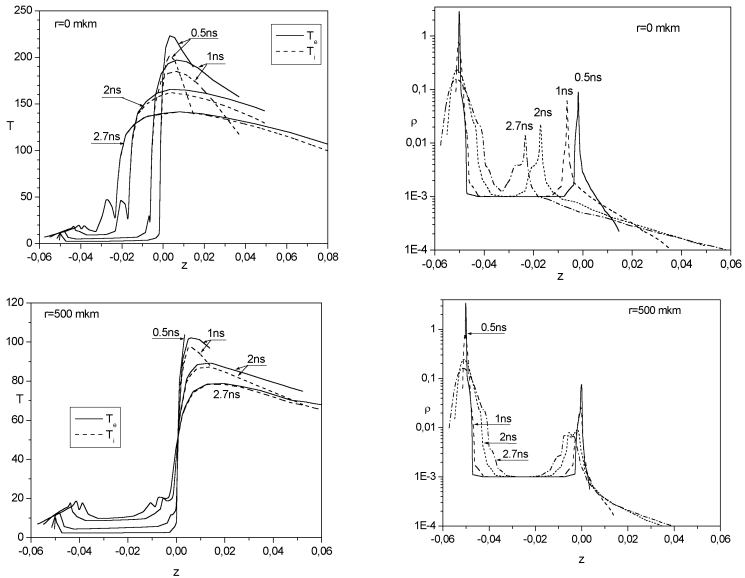 r=0 mkm
0.5ns
1ns
2ns
2.7ns
T
e
T
i
T
250
200
150
100
50
0
-0,06 -0,04 -0,02 0,00 0,02 0,04 0,06 0,08
z
r=0 mkm
0.5ns
1ns
2ns
2.7ns
ρ
1
0,1
0,01
1E-3
1E-4
-0,06 -0,04 -0,02 0,00 0,02 0,04 0,06
z
r=500 mkm
0.5ns
1ns
2ns
2.7ns
T
e
T
i
T
120
100
80
60
40
20
0
-0,06 -0,04 -0,02 0,00 0,02 0,04 0,06
z
r=500 mkm
0.5ns
1ns
2ns
2.7ns
ρ
1
0,1
0,01
1E-3
1E-4
-0,06 -0,04 -0,02 0,00 0,02 0,04 0,06
z